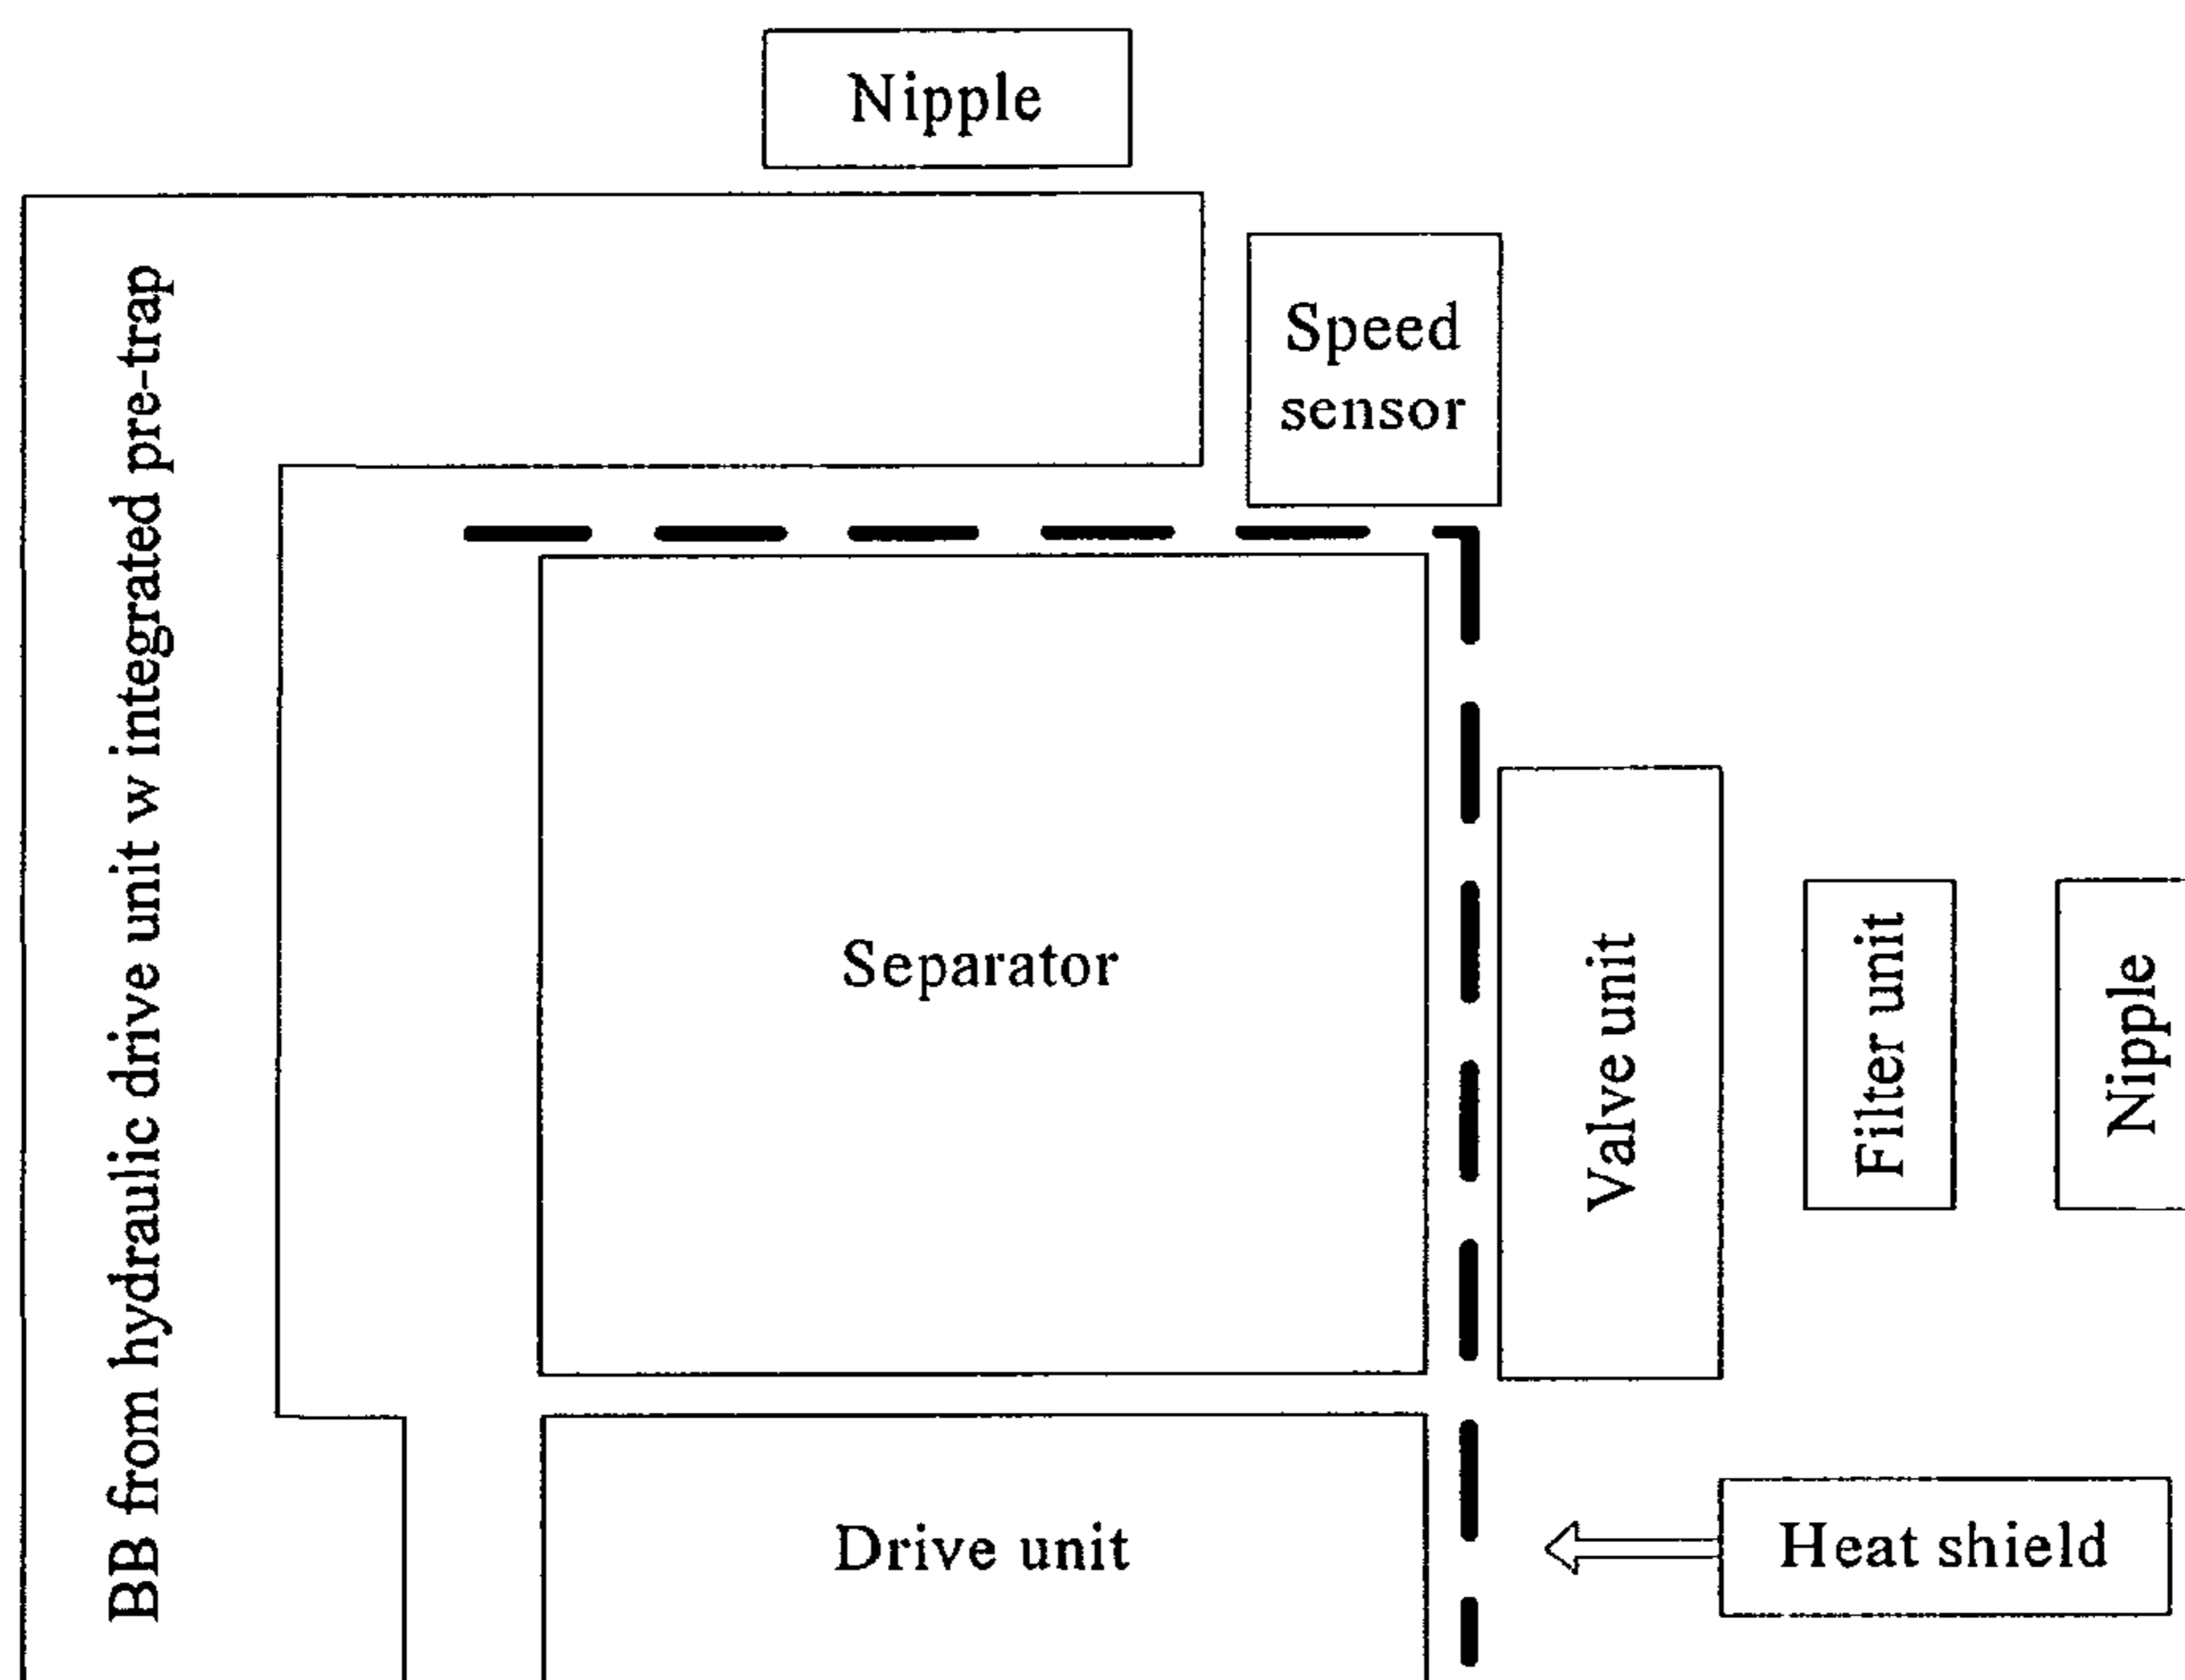 Nipple
Speed
sensor
BB from hydraulic drive unit w integrated pre-trap
Separator
Valve unit
Filter unit
Nipple
Drive unit
Heat shield